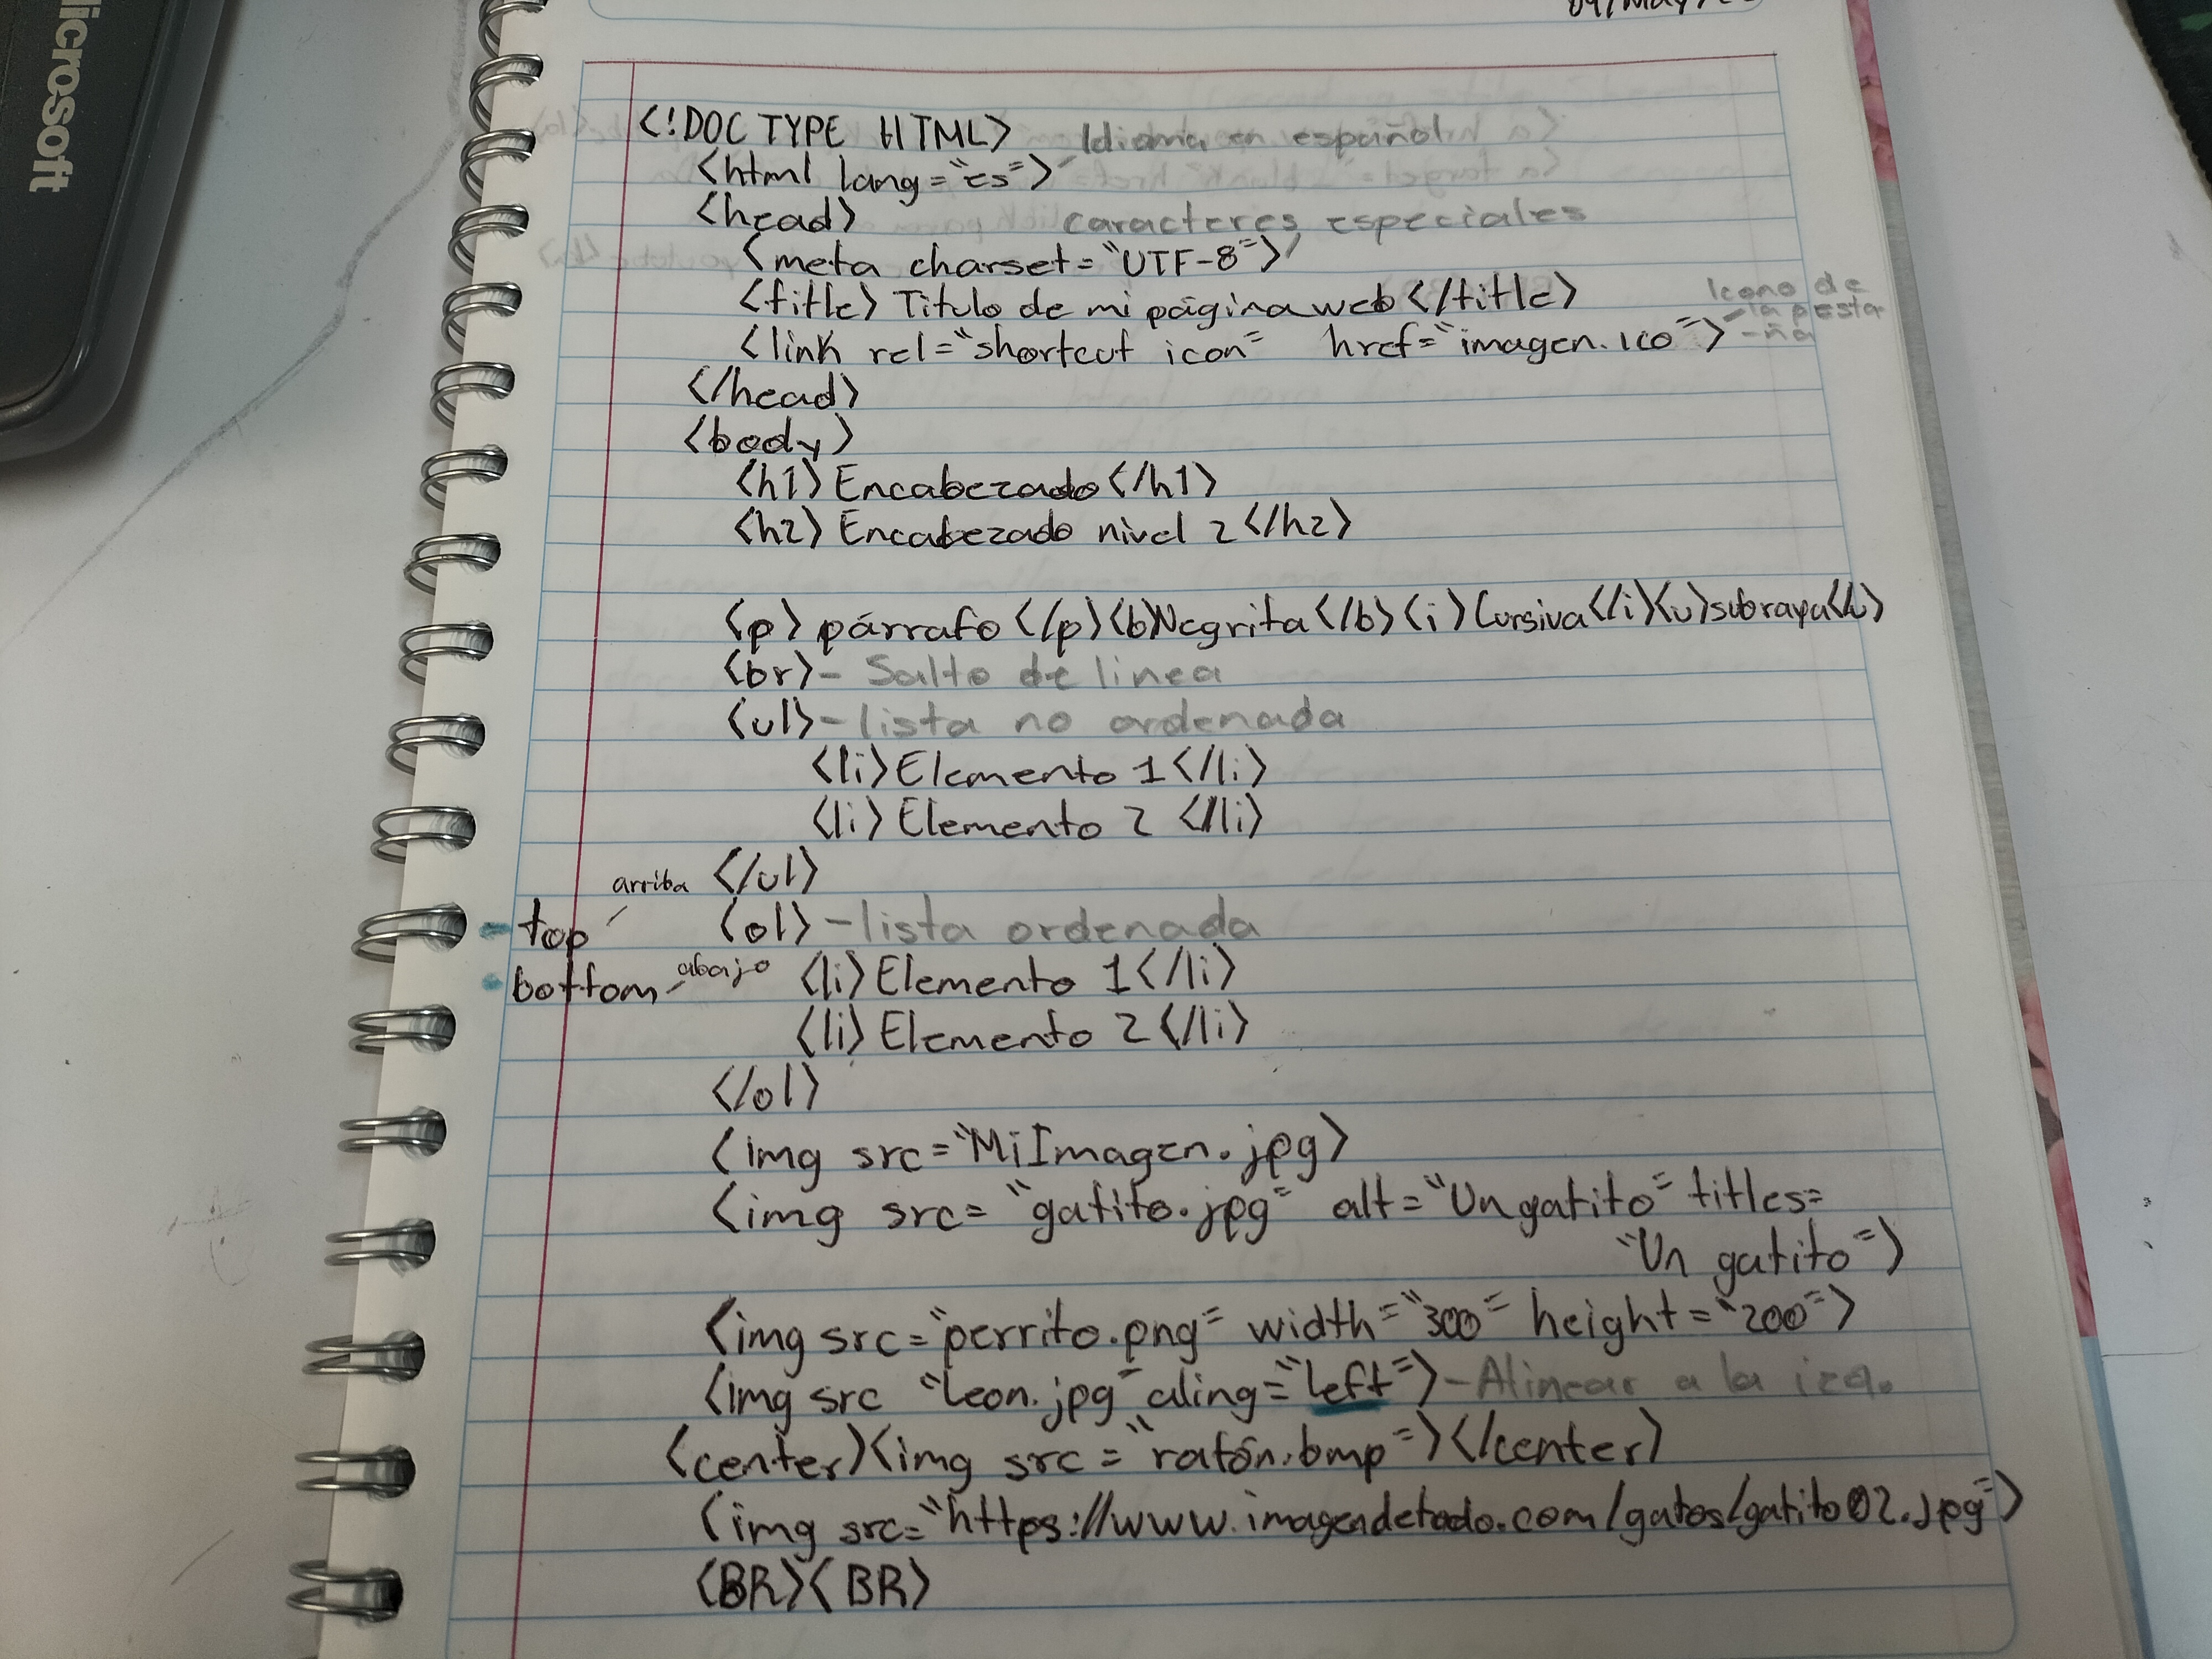 Microsoft
<!DOCTYPE HTML> Idioma en español
<html lang="es">
<head> caracteres especiales
<meta charset="UTF-8">
<title> Titulo de mi página web </title> Icono de
la pesta
<link rel="shortcut icon" href="imagen.ico"> -ña
</head>
<body>
<h1> Encabezado </h1>
<h2> Encabezado nivel 2 </h2>
<p> párrafo </p><b>Negrita</b><i>Cursiva</i><u>subraya</u>
<br> - Salto de linea
<ul> - lista no ordenada
<li> Elemento 1 </li>
<li> Elemento 2 </li>
arriba </ul>
- top <ol> - lista ordenada
- bottom - abajo <li> Elemento 1 </li>
<li> Elemento 2 </li>
</ol>
<img src="MiImagen.jpg>
<img src= "gatito.jpg" alt="Un gatito" titles=
"Un gatito">
<img src="perrito.png" width="300" height="200">
<img src "leon.jpg" aling="left"> - Alinear a la izq.
<center><img src="ratón.bmp"></center>
<img src="https://www.imagendetodo.com/gatos/gatito02.jpg">
<BR><BR>